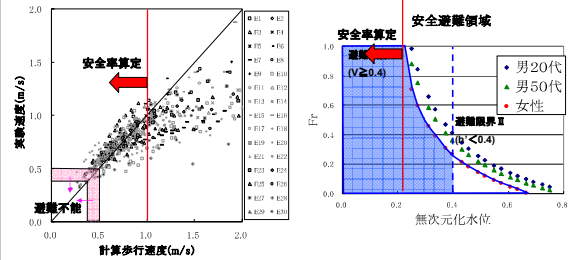 2.0
1.5
1.0
0.5
0.0
実験速度(m/s)
安全率算定
避難不能
0.0 0.5 1.0 1.5 2.0
計算歩行速度(m/s)
E1 E2
E3 E4
E5 E6
E7 E8
E9 E10
E11 E12
E13 E14
E15 E16
E17 E18
E19 E20
E21 E22
E23 E24
E25 E26
E27 E28
E29 E30
安全避難領域
安全率算定
(V≧0.4)
避難限界Ⅱ
(h'<0.4)
男20代
男50代
女性
1.0
0.8
0.6
0.4
0.2
0.0
Fr
0.0 0.2 0.4 0.6 0.8
無次元化水位